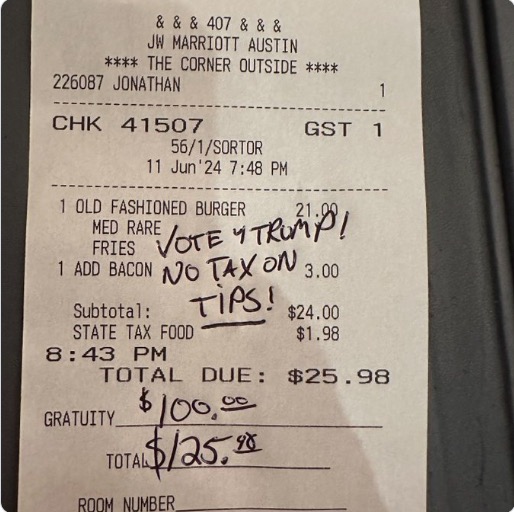 & & & 407 & & &
JW MARRIOTT AUSTIN
**** THE CORNER OUTSIDE ****
226087 JONATHAN 1
CHK 41507 GST 1
56/1/SORTOR
11 Jun'24 7:48 PM
1 OLD FASHIONED BURGER 21.00
MED RARE
FRIES VOTE 4 TRUMP!
1 ADD BACON NO TAX ON 3.00
TIPS!
Subtotal: $24.00
STATE TAX FOOD $1.98
8:43 PM
TOTAL DUE: $25.98
GRATUITY $100.00
TOTAL $125.98
ROOM NUMBER